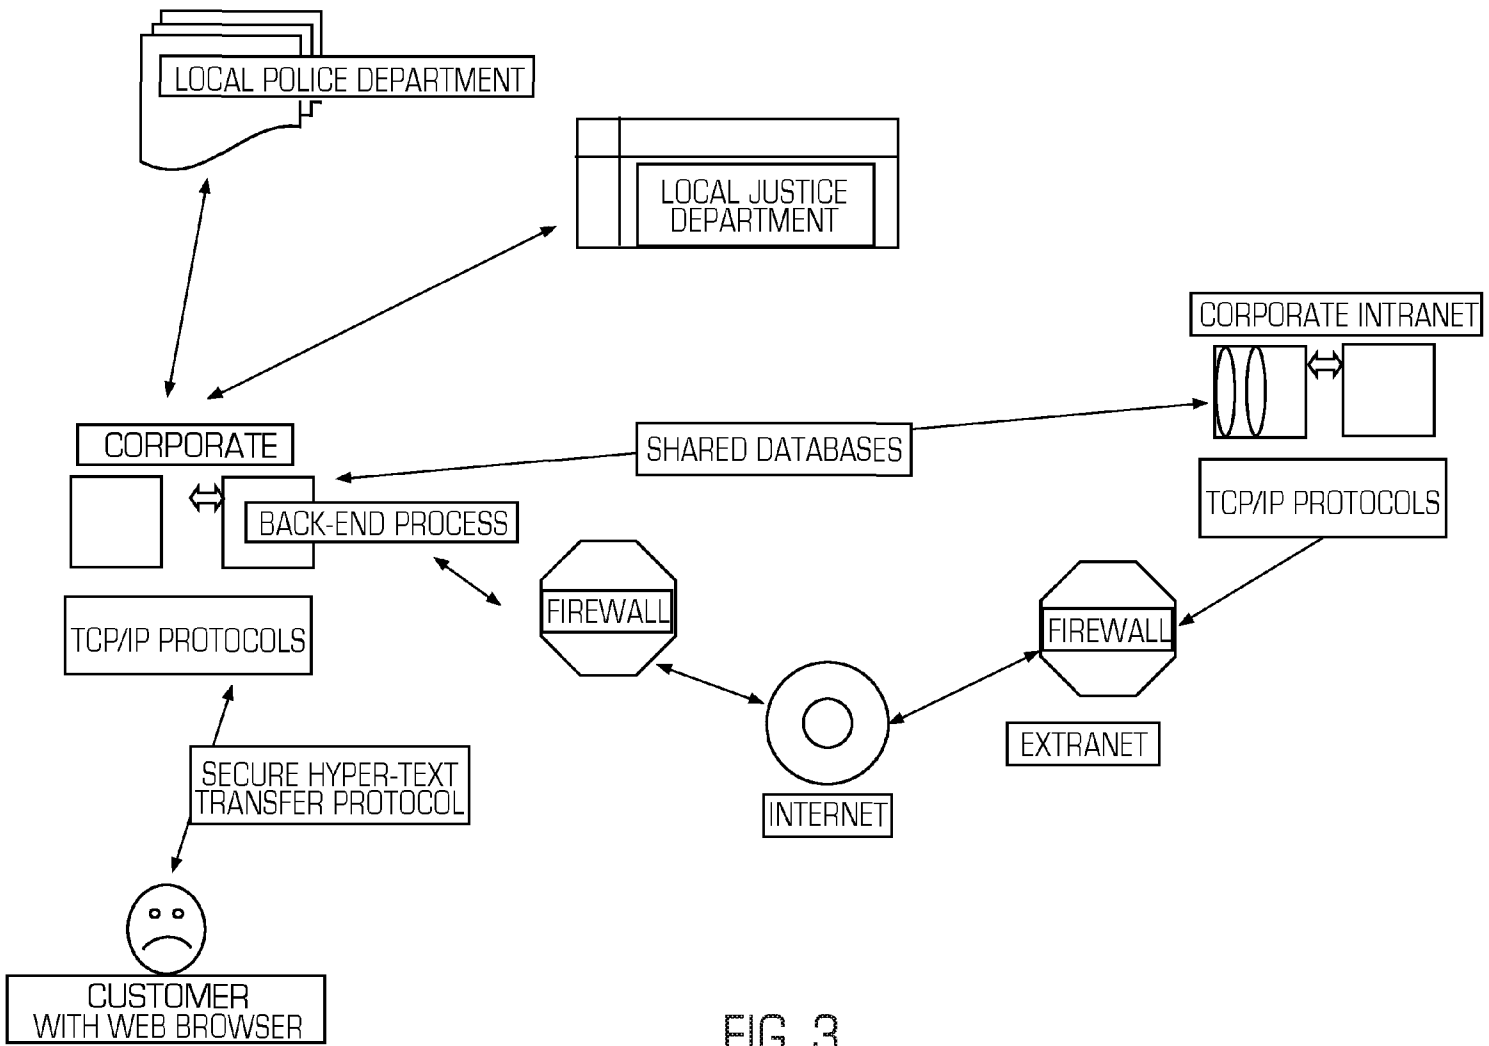 LOCAL POLICE DEPARTMENT
LOCAL JUSTICE
DEPARTMENT
CORPORATE INTRANET
CORPORATE
SHARED DATABASES
TCP/IP PROTOCOLS
BACK-END PROCESS
FIREWALL
FIREWALL
TCP/IP PROTOCOLS
EXTRANET
SECURE HYPER-TEXT
TRANSFER PROTOCOL
INTERNET
CUSTOMER
WITH WEB BROWSER
FIG. 3